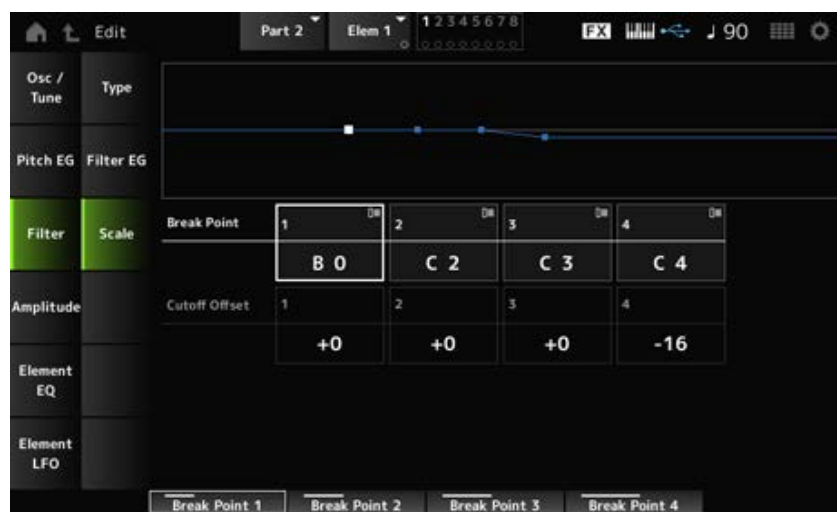 Edit
Part 2
Elem 1
1 2 3 4 5 6 7 8
FX
♩ 90
Osc /
Tune
Type
Pitch EG
Filter EG
Filter
Scale
Amplitude
Element
EQ
Element
LFO
Break Point
1
2
3
4
B 0
C 2
C 3
C 4
Cutoff Offset
1
2
3
4
+0
+0
+0
-16
Break Point 1
Break Point 2
Break Point 3
Break Point 4